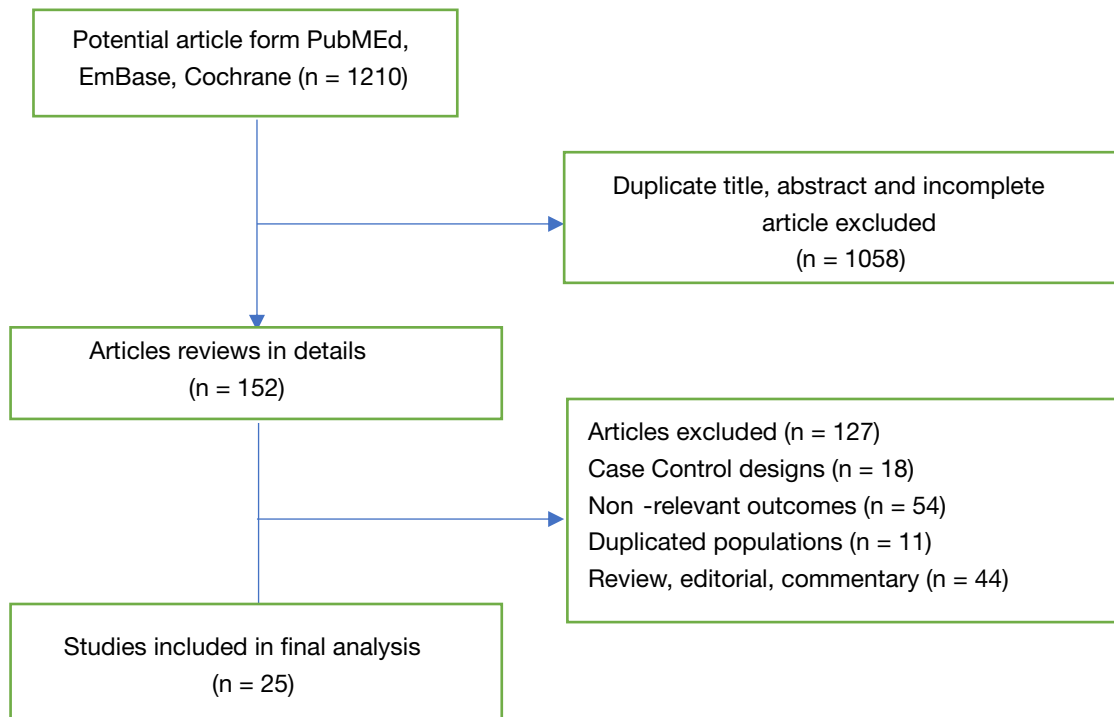 Potential article form PubMEd,
EmBase, Cochrane (n = 1210)
Duplicate title, abstract and incomplete
article excluded
(n = 1058)
Articles reviews in details
(n = 152)
Articles excluded (n = 127)
Case Control designs (n = 18)
Non -relevant outcomes (n = 54)
Duplicated populations (n = 11)
Review, editorial, commentary (n = 44)
Studies included in final analysis
(n = 25)